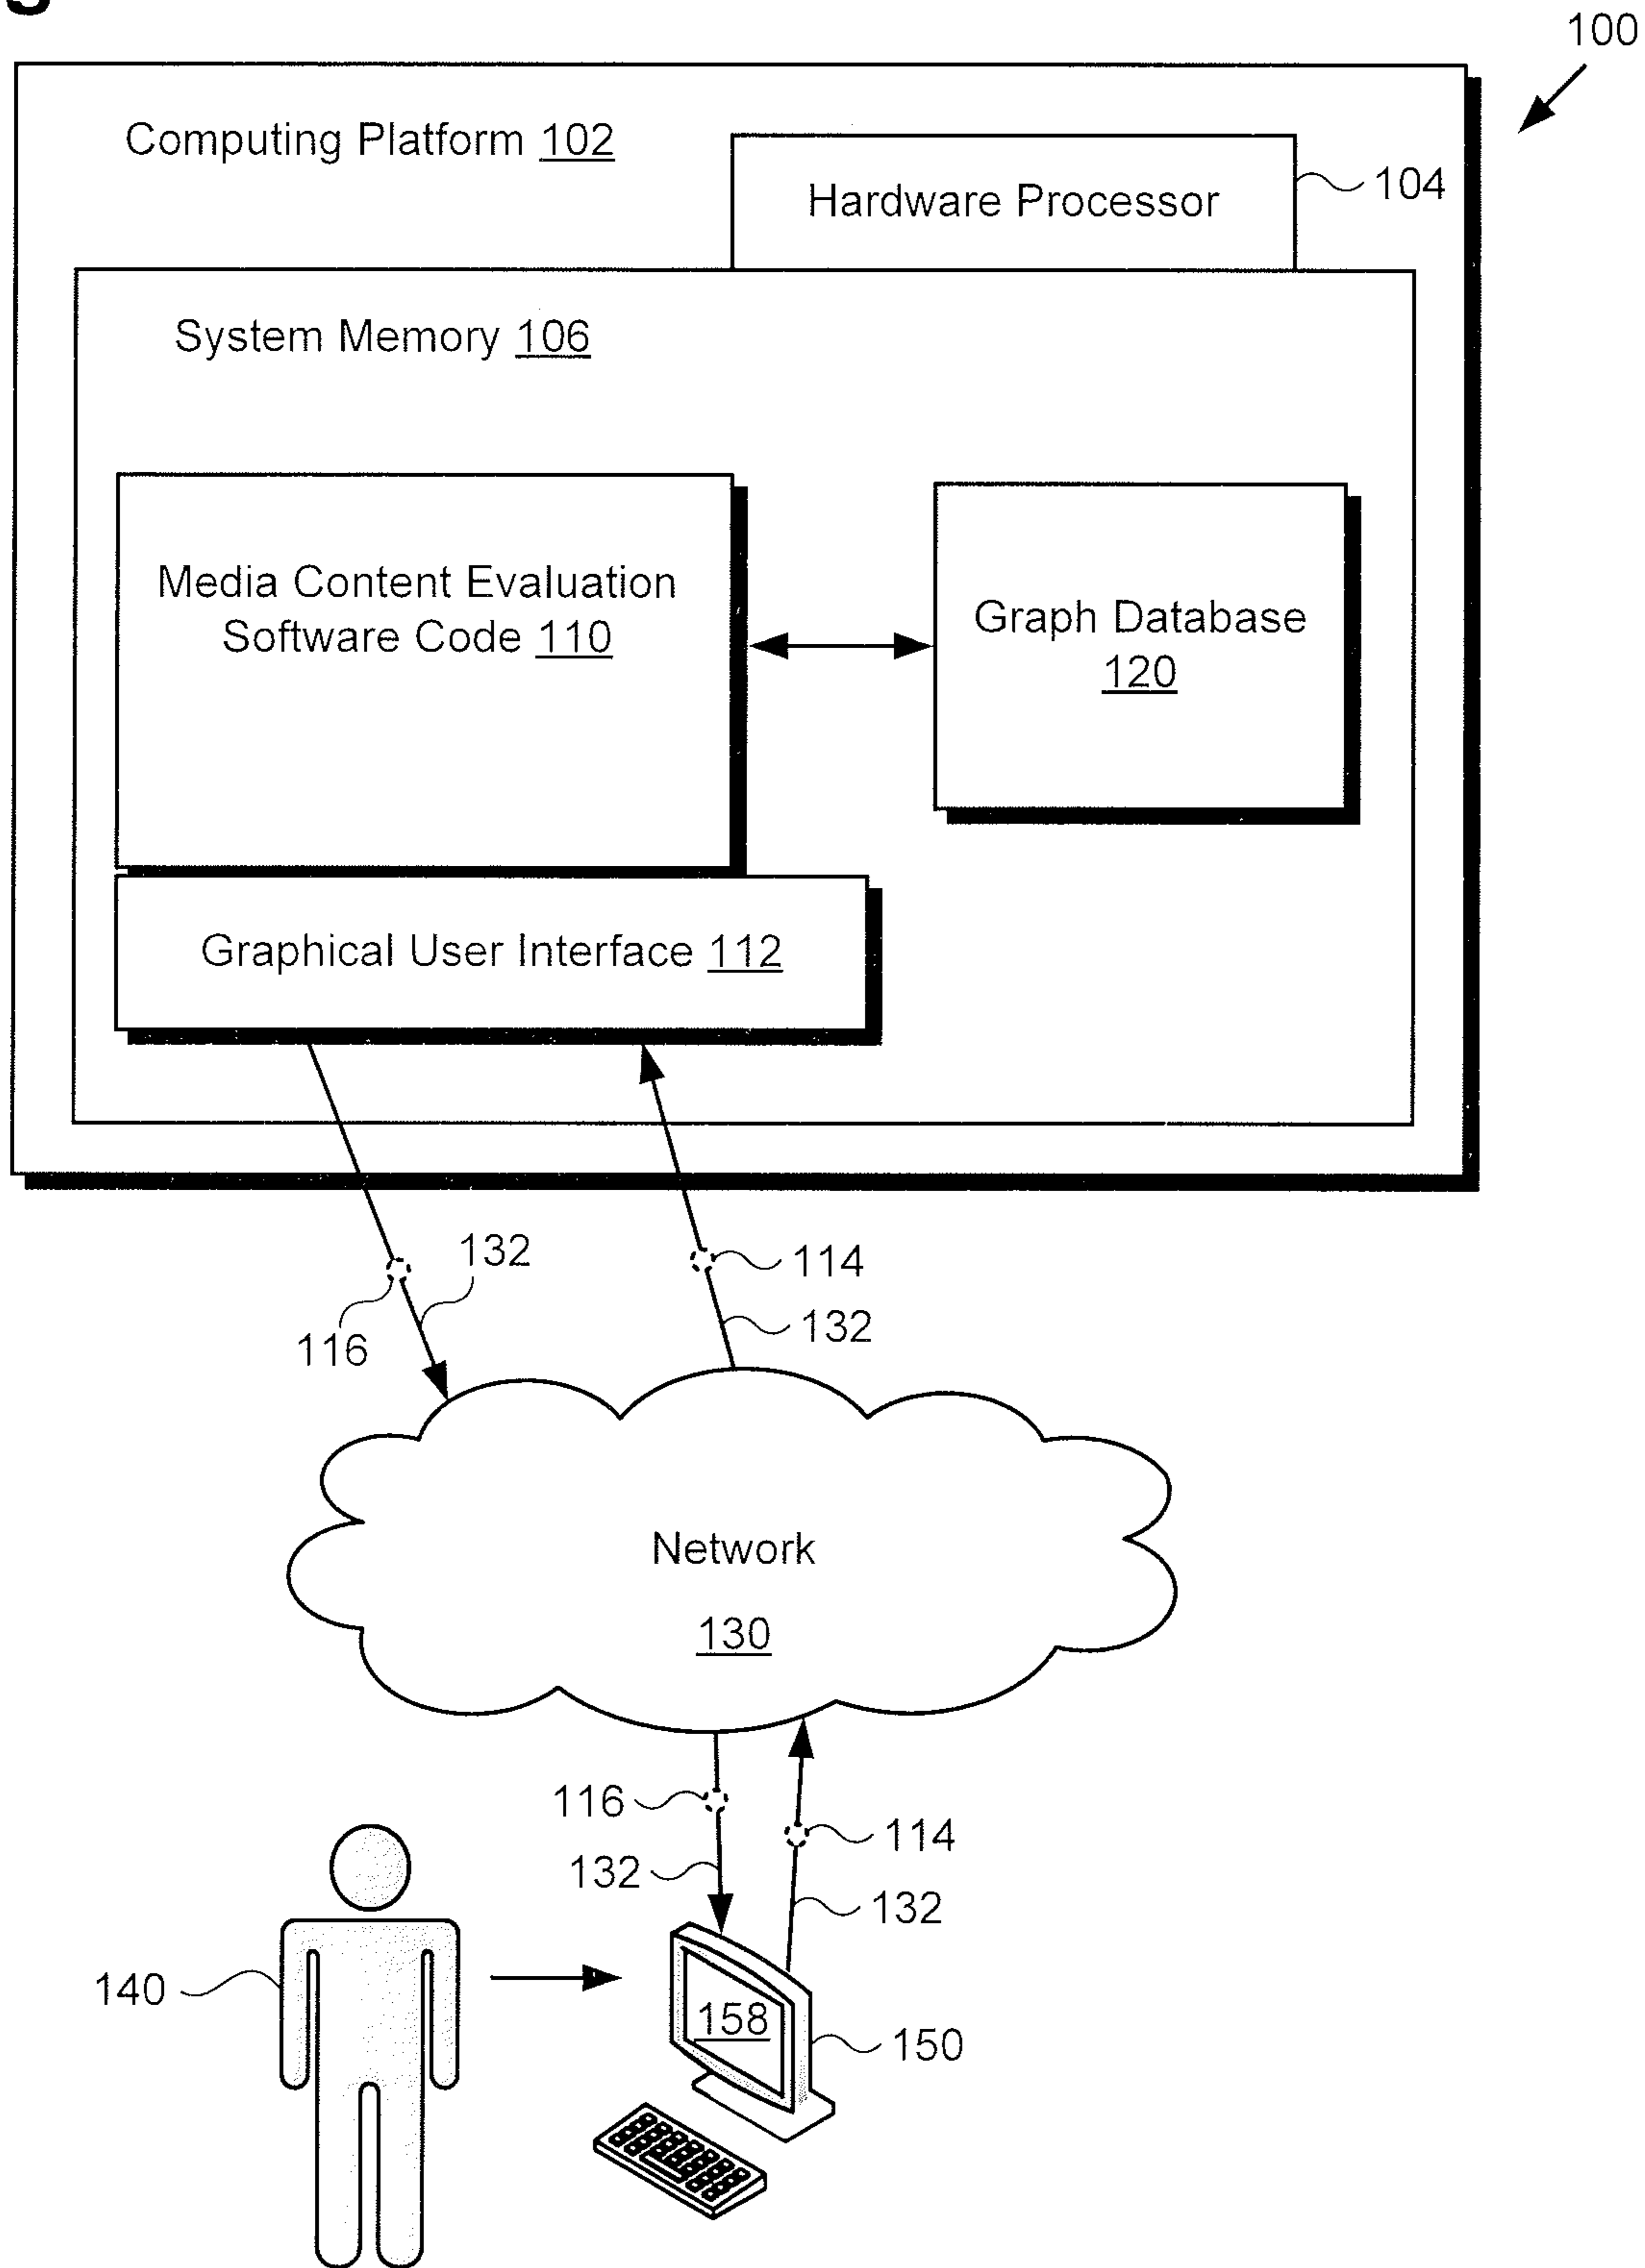 100
Computing Platform 102
Hardware Processor
104
System Memory 106
Media Content Evaluation
Software Code 110
Graph Database
120
Graphical User Interface 112
132
114
116
132
Network
130
116
114
132
132
140
158
150